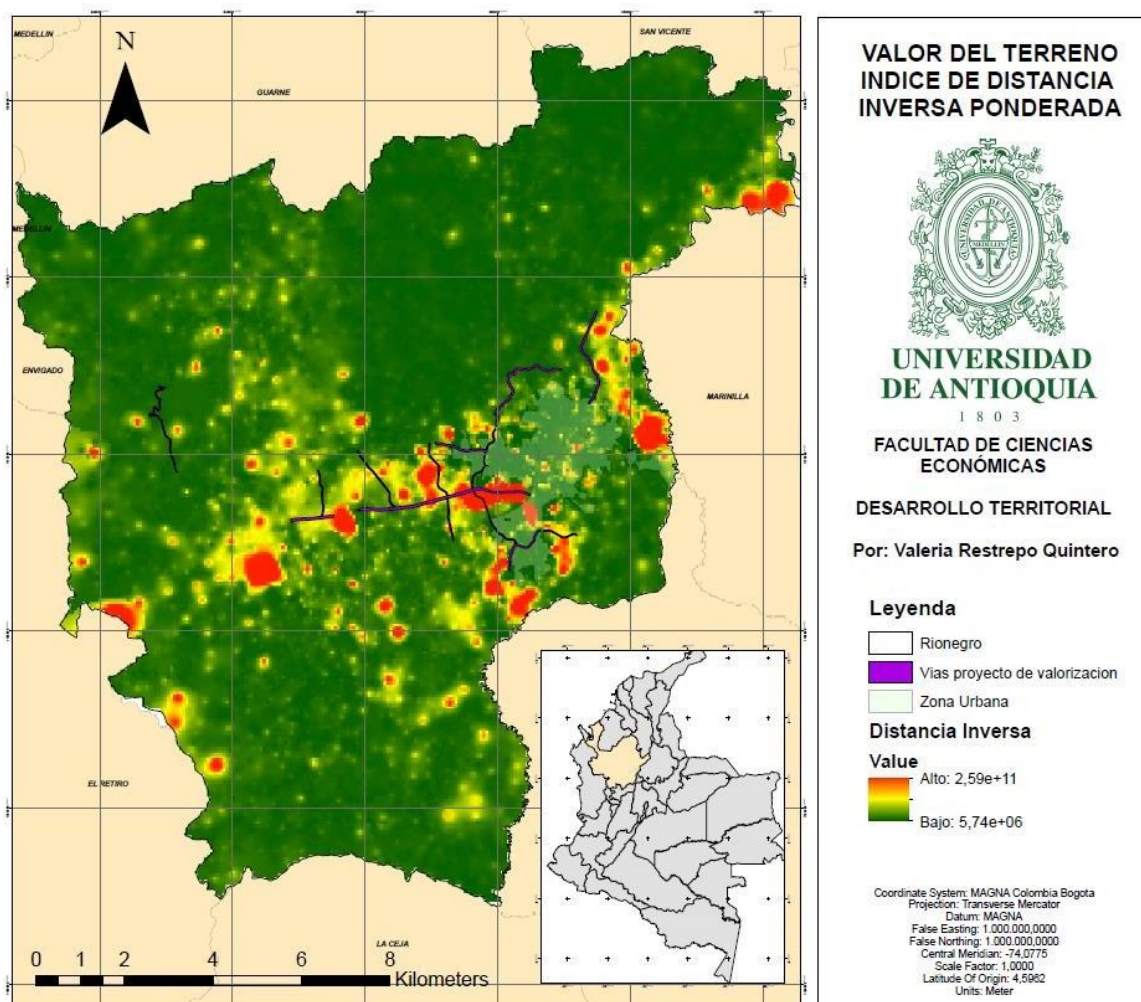 MEDELLIN
SAN VICENTE
N
GUARNE
MEDELLIN
ENVIGADO
MARINILLA
EL RETIRO
LA CEJA
0 1 2 4 6 8
Kilometers
VALOR DEL TERRENO
INDICE DE DISTANCIA
INVERSA PONDERADA
UNIVERSIDAD DE ANTIOQUIA
MEDELLIN
UNIVERSIDAD
DE ANTIOQUIA
1803
FACULTAD DE CIENCIAS
ECONÓMICAS
DESARROLLO TERRITORIAL
Por: Valeria Restrepo Quintero
Leyenda
Rionegro
Vias proyecto de valorizacion
Zona Urbana
Distancia Inversa
Value
Alto: 2,59e+11
Bajo: 5,74e+06
Coordinate System: MAGNA Colombia Bogota
Projection: Transverse Mercator
Datum: MAGNA
False Easting: 1.000.000,0000
False Northing: 1.000.000,0000
Central Meridian: -74,0775
Scale Factor: 1,0000
Latitude Of Origin: 4,5962
Units: Meter